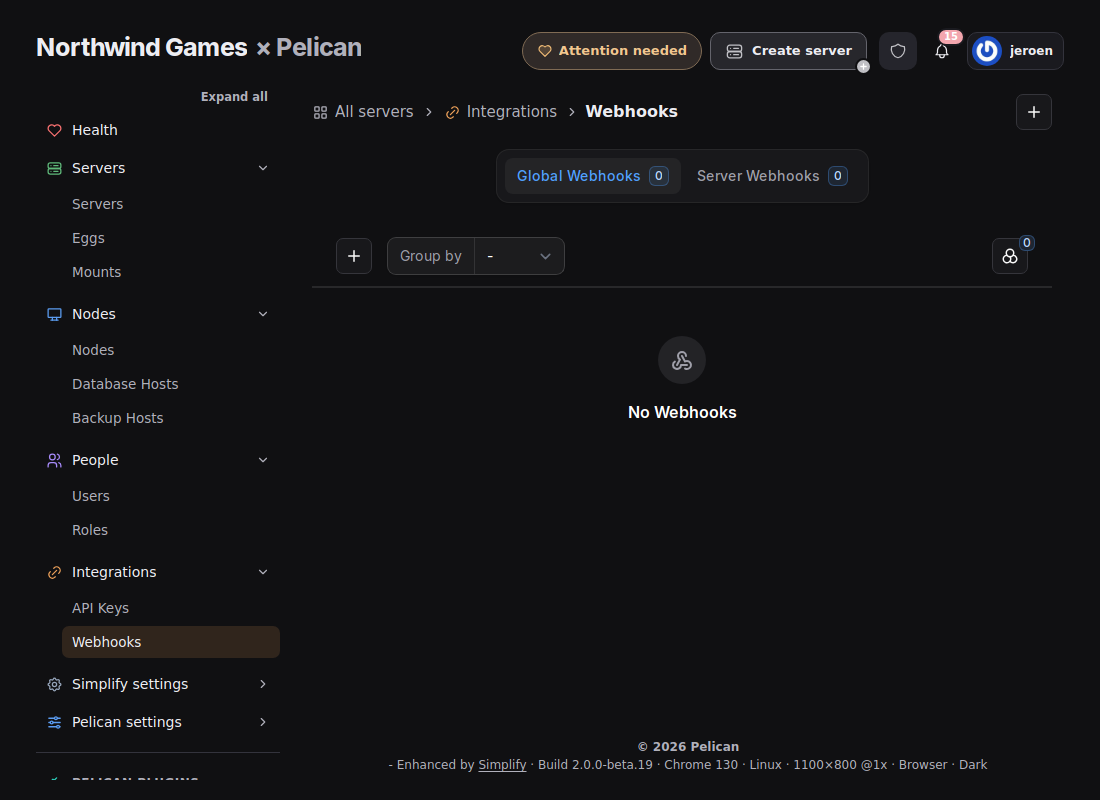 Northwind Games × Pelican
Attention needed
Create server
15
jeroen
Expand all
Health
Servers
Servers
Eggs
Mounts
Nodes
Nodes
Database Hosts
Backup Hosts
People
Users
Roles
Integrations
API Keys
Webhooks
Simplify settings
Pelican settings
PELICAN PLUGINS
All servers > Integrations > Webhooks
Global Webhooks 0
Server Webhooks 0
Group by -
0
No Webhooks
© 2026 Pelican
- Enhanced by Simplify · Build 2.0.0-beta.19 · Chrome 130 · Linux · 1100×800 @1x · Browser · Dark